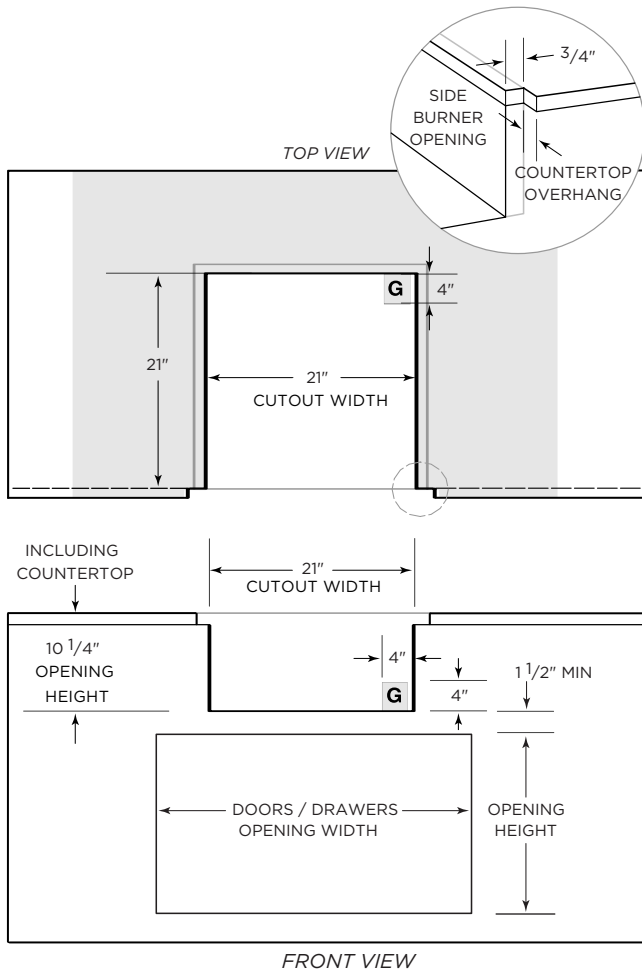 3/4"
SIDE
BURNER
OPENING
COUNTERTOP
OVERHANG
TOP VIEW
G
4"
21"
21"
CUTOUT WIDTH
INCLUDING
COUNTERTOP
21"
CUTOUT WIDTH
10 1/4"
OPENING
HEIGHT
4"
G
4"
1 1/2" MIN
DOORS / DRAWERS
OPENING WIDTH
OPENING
HEIGHT
FRONT VIEW